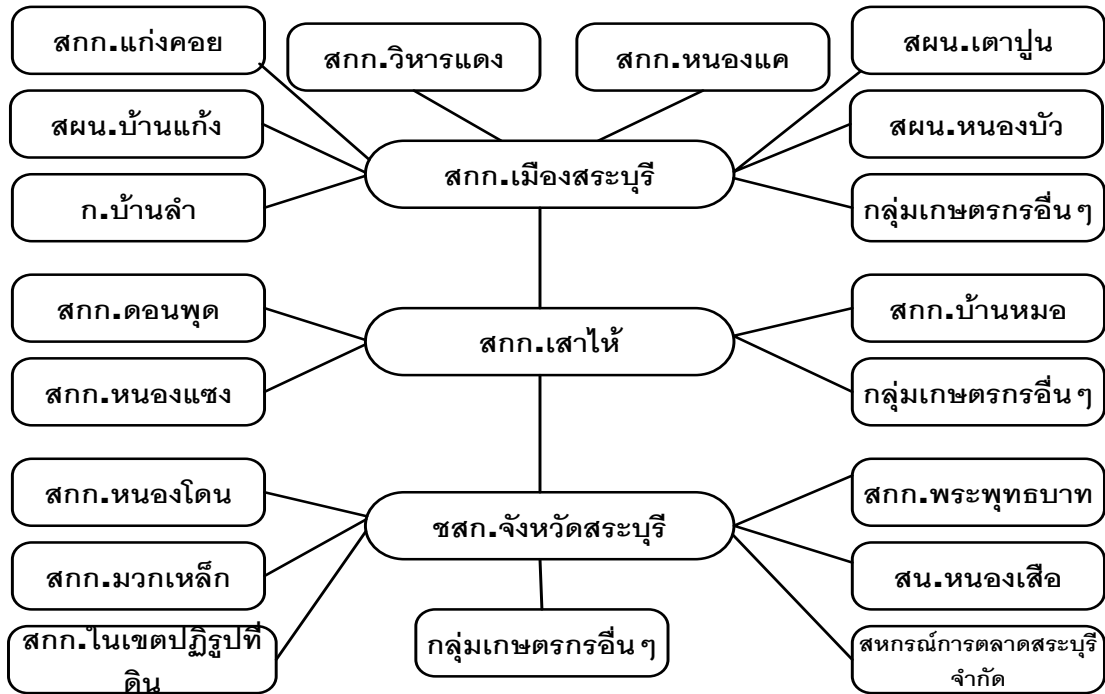 สกก.แก่งคอย
สกก.วิหารแดง
สกก.หนองแค
สผน.เตาปูน
สผน.บ้านแก้ง
สผน.หนองบัว
สกก.เมืองสระบุรี
ก.บ้านลำ
กลุ่มเกษตรกรอื่นๆ
สกก.ดอนพุด
สกก.บ้านหมอ
สกก.เสาไห้
สกก.หนองแซง
กลุ่มเกษตรกรอื่นๆ
สกก.หนองโดน
สกก.พระพุทธบาท
ชสก.จังหวัดสระบุรี
สกก.มวกเหล็ก
สน.หนองเสือ
สกก.ในเขตปฏิรูปที่
ดิน
กลุ่มเกษตรกรอื่นๆ
สหกรณ์การตลาดสระบุรี
จำกัด